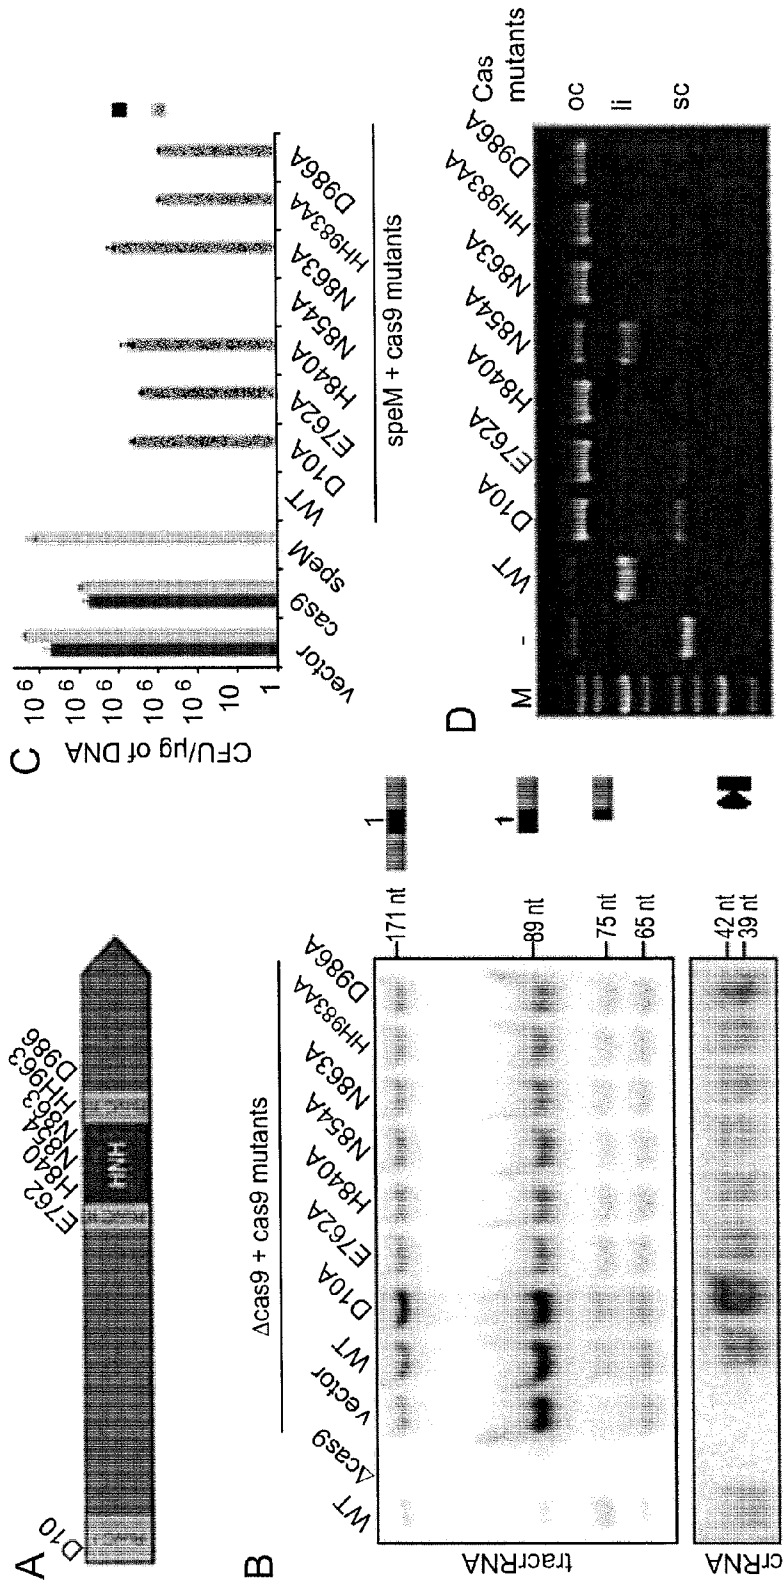 A
D10
E762
H840
N854
N863
HH963
D986
HNH
B
Δcas9 + cas9 mutants
WT
Δcas9
vector
WT
D10A
E762A
H840A
N854A
N863A
HH983AA
D986A
tracrRNA
171 nt
89 nt
75 nt
65 nt
1
1
crRNA
42 nt
39 nt
C
CFU/µg of DNA
10 6
10 6
10 6
10 6
10 6
10
1
vector
cas9
speM
WT
D10A
E762A
H840A
N854A
N863A
HH983AA
D986A
speM + cas9 mutants
D
M
-
WT
D10A
E762A
H840A
N854A
N863A
HH983AA
D986A
Cas
mutants
oc
li
sc